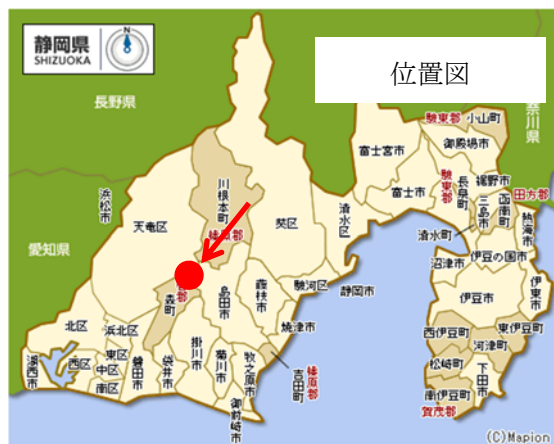 静岡県
SHIZUOKA
位置図
長野県
愛知県
奈川県
駿東郡
小山町
御殿場市
富士宮市
富士市
駿東郡
長泉町
裾野市
三島市
函南町
田方郡
熱海市
清水町
沼津市
伊豆の国市
伊東市
伊豆市
西伊豆町
東伊豆町
河津町
松崎町
下田市
南伊豆町
賀茂郡
川根本町
榛原郡
葵区
清水区
浜松市
天竜区
駿河区
静岡市
藤枝市
島田市
焼津市
森町
郡
掛川市
菊川市
牧之原市
吉田町
榛原郡
御前崎市
北区
浜北区
東区
西区
中区
南区
湖西市
磐田市
袋井市
(C)Mapion